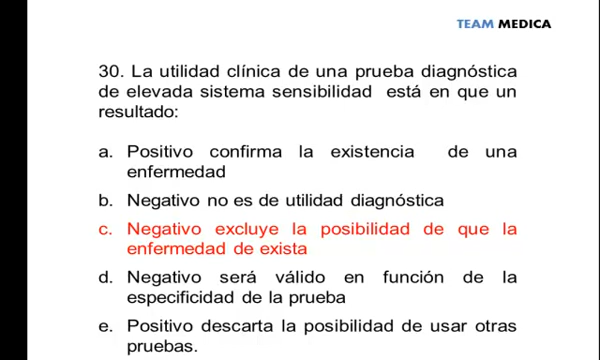 TEAM MEDICA
30. La utilidad clínica de una prueba diagnóstica
de elevada sistema sensibilidad está en que un
resultado:
a. Positivo confirma la existencia de una
enfermedad
b. Negativo no es de utilidad diagnóstica
c. Negativo excluye la posibilidad de que la
enfermedad de exista
d. Negativo será válido en función de la
especificidad de la prueba
e. Positivo descarta la posibilidad de usar otras
pruebas.